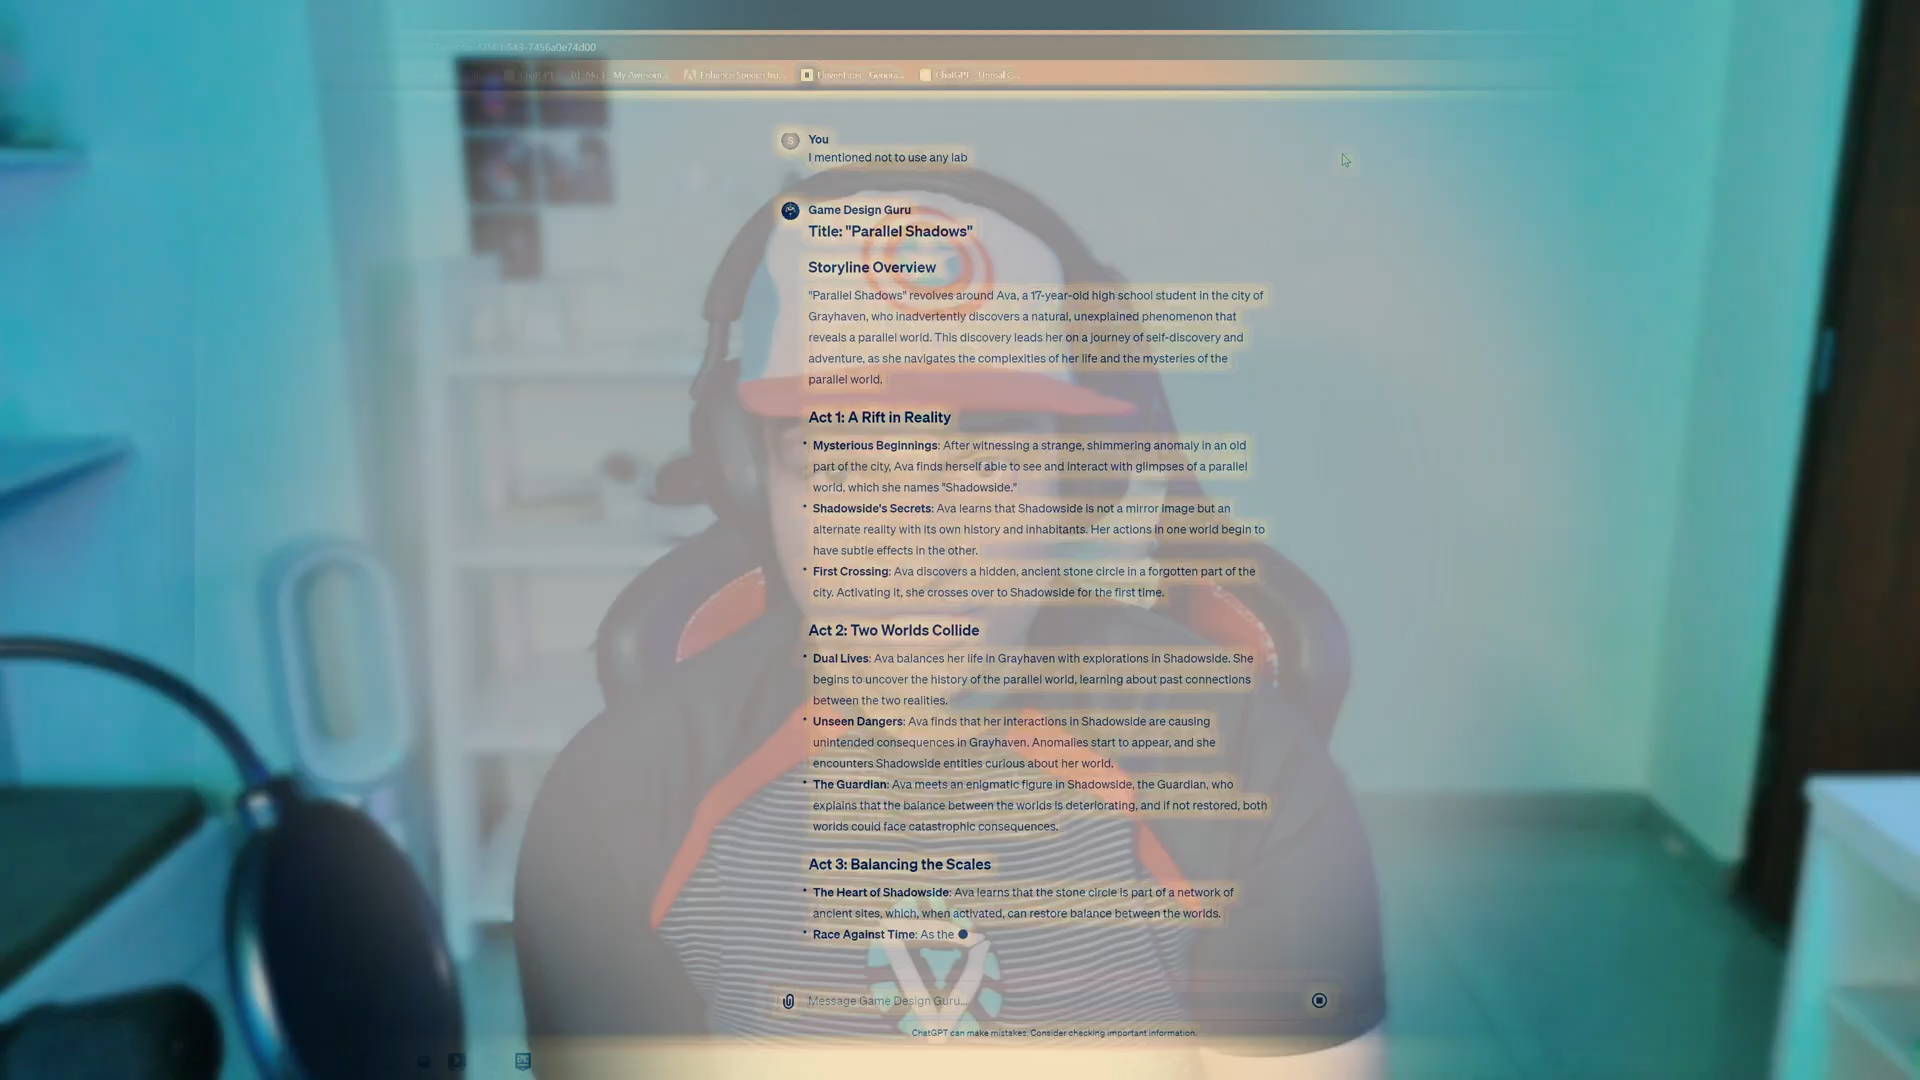 543-7456a0e74d00
ChatGPT
My Awesom...
Enhance Speech fro...
ElevenLabs - Genera...
ChatGPT - Unreal
You
I mentioned not to use any lab
Game Design Guru
Title: "Parallel Shadows"
Storyline Overview
"Parallel Shadows" revolves around Ava, a 17-year-old high school student in the city of
Grayhaven, who inadvertently discovers a natural, unexplained phenomenon that
reveals a parallel world. This discovery leads her on a journey of self-discovery and
adventure, as she navigates the complexities of her life and the mysteries of the
parallel world.
Act 1: A Rift in Reality
• Mysterious Beginnings: After witnessing a strange, shimmering anomaly in an old
part of the city, Ava finds herself able to see and interact with glimpses of a parallel
world, which she names "Shadowside."
• Shadowside's Secrets: Ava learns that Shadowside is not a mirror image but an
alternate reality with its own history and inhabitants. Her actions in one world begin to
have subtle effects in the other.
• First Crossing: Ava discovers a hidden, ancient stone circle in a forgotten part of the
city. Activating it, she crosses over to Shadowside for the first time.
Act 2: Two Worlds Collide
• Dual Lives: Ava balances her life in Grayhaven with explorations in Shadowside. She
begins to uncover the history of the parallel world, learning about past connections
between the two realities.
• Unseen Dangers: Ava finds that her interactions in Shadowside are causing
unintended consequences in Grayhaven. Anomalies start to appear, and she
encounters Shadowside entities curious about her world.
• The Guardian: Ava meets an enigmatic figure in Shadowside, the Guardian, who
explains that the balance between the worlds is deteriorating, and if not restored, both
worlds could face catastrophic consequences.
Act 3: Balancing the Scales
• The Heart of Shadowside: Ava learns that the stone circle is part of a network of
ancient sites, which, when activated, can restore balance between the worlds.
• Race Against Time: As the
Message Game Design Guru...
ChatGPT can make mistakes. Consider checking important information.
EPIC